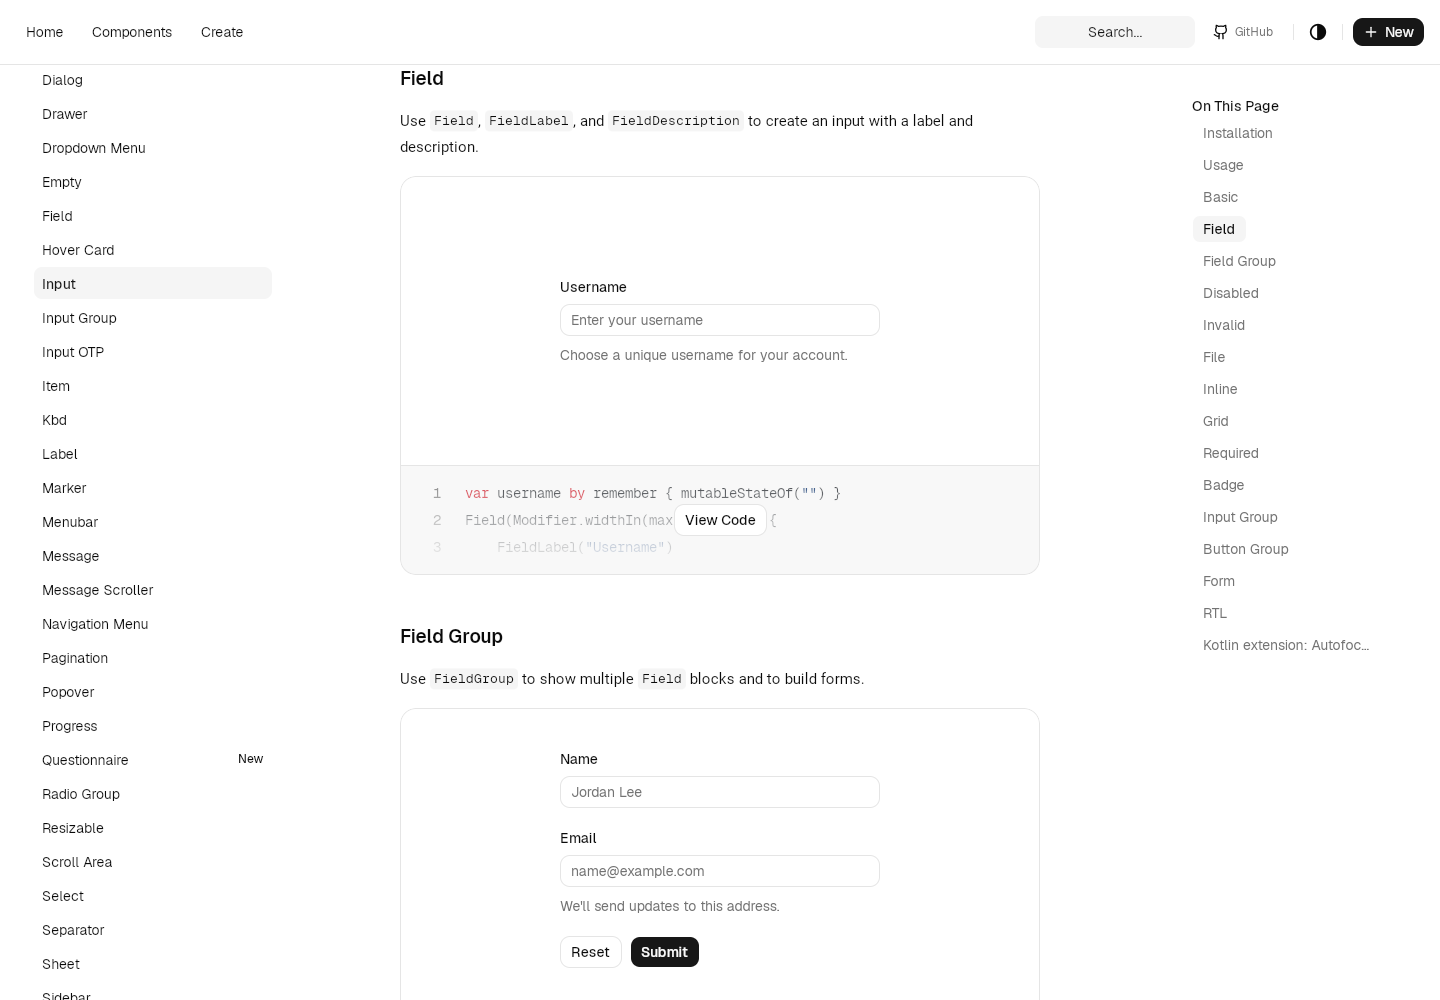 Home
Components
Create
Search...
GitHub
New
Dialog
Drawer
Dropdown Menu
Empty
Field
Hover Card
Input
Input Group
Input OTP
Item
Kbd
Label
Marker
Menubar
Message
Message Scroller
Navigation Menu
Pagination
Popover
Progress
Questionnaire New
Radio Group
Resizable
Scroll Area
Select
Separator
Sheet
Sidebar
Field
Use Field, FieldLabel, and FieldDescription to create an input with a label and
description.
Username
Enter your username
Choose a unique username for your account.
1 var username by remember { mutableStateOf("") }
2 Field(Modifier.widthIn(max View Code {
3 FieldLabel("Username")
Field Group
Use FieldGroup to show multiple Field blocks and to build forms.
Name
Jordan Lee
Email
name@example.com
We'll send updates to this address.
Reset
Submit
On This Page
Installation
Usage
Basic
Field
Field Group
Disabled
Invalid
File
Inline
Grid
Required
Badge
Input Group
Button Group
Form
RTL
Kotlin extension: Autofoc...